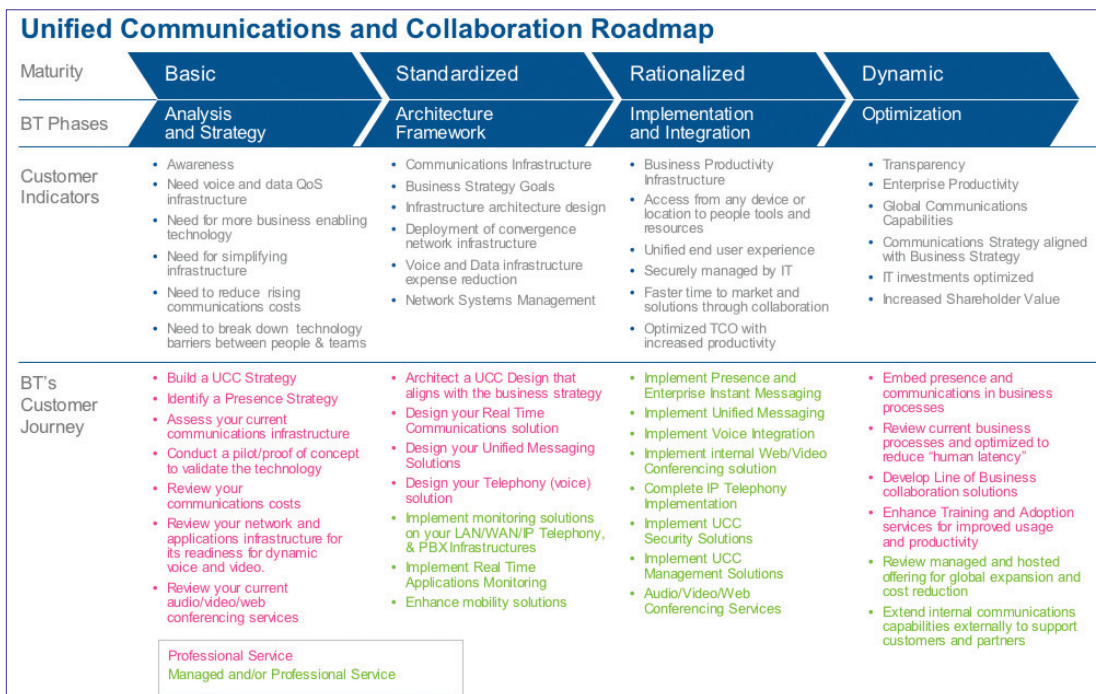 Unified Communications and Collaboration Roadmap
Maturity
Basic
Standardized
Rationalized
Dynamic
BT Phases
Analysis
and Strategy
Architecture
Framework
Implementation
and Integration
Optimization
Customer
Indicators
• Awareness
• Need voice and data QoS
infrastructure
• Need for more business enabling
technology
• Need for simplifying
infrastructure
• Need to reduce rising
communications costs
• Need to break down technology
barriers between people & teams
• Communications Infrastructure
• Business Strategy Goals
• Infrastructure architecture design
• Deployment of convergence
network infrastructure
• Voice and Data infrastructure
expense reduction
• Network Systems Management
• Business Productivity
Infrastructure
• Access from any device or
location to people tools and
resources
• Unified end user experience
• Securely managed by IT
• Faster time to market and
solutions through collaboration
• Optimized TCO with
increased productivity
• Transparency
• Enterprise Productivity
• Global Communications
Capabilities
• Communications Strategy aligned
with Business Strategy
• IT investments optimized
• Increased Shareholder Value
BT's
Customer
Journey
• Build a UCC Strategy
• Identify a Presence Strategy
• Assess your current
communications infrastructure
• Conduct a pilot/proof of concept
to validate the technology
• Review your
communications costs
• Review your network and
applications infrastructure for
its readiness for dynamic
voice and video.
• Review your current
audio/video/web
conferencing services
• Architect a UCC Design that
aligns with the business strategy
• Design your Real Time
Communications solution
• Design your Unified Messaging
Solutions
• Design your Telephony (voice)
solution
• Implement monitoring solutions
on your LAN/WAN/IP Telephony,
& PBX Infrastructures
• Implement Real Time
Applications Monitoring
• Enhance mobility solutions
• Implement Presence and
Enterprise Instant Messaging
• Implement Unified Messaging
• Implement Voice Integration
• Implement internal Web/Video
Conferencing solution
• Complete IP Telephony
Implementation
• Implement UCC
Security Solutions
• Implement UCC
Management Solutions
• Audio/Video/Web
Conferencing Services
• Embed presence and
communications in business
processes
• Review current business
processes and optimized to
reduce “human latency”
• Develop Line of Business
collaboration solutions
• Enhance Training and Adoption
services for improved usage
and productivity
• Review managed and hosted
offering for global expansion and
cost reduction
• Extend internal communications
capabilities externally to support
customers and partners
Professional Service
Managed and/or Professional Service